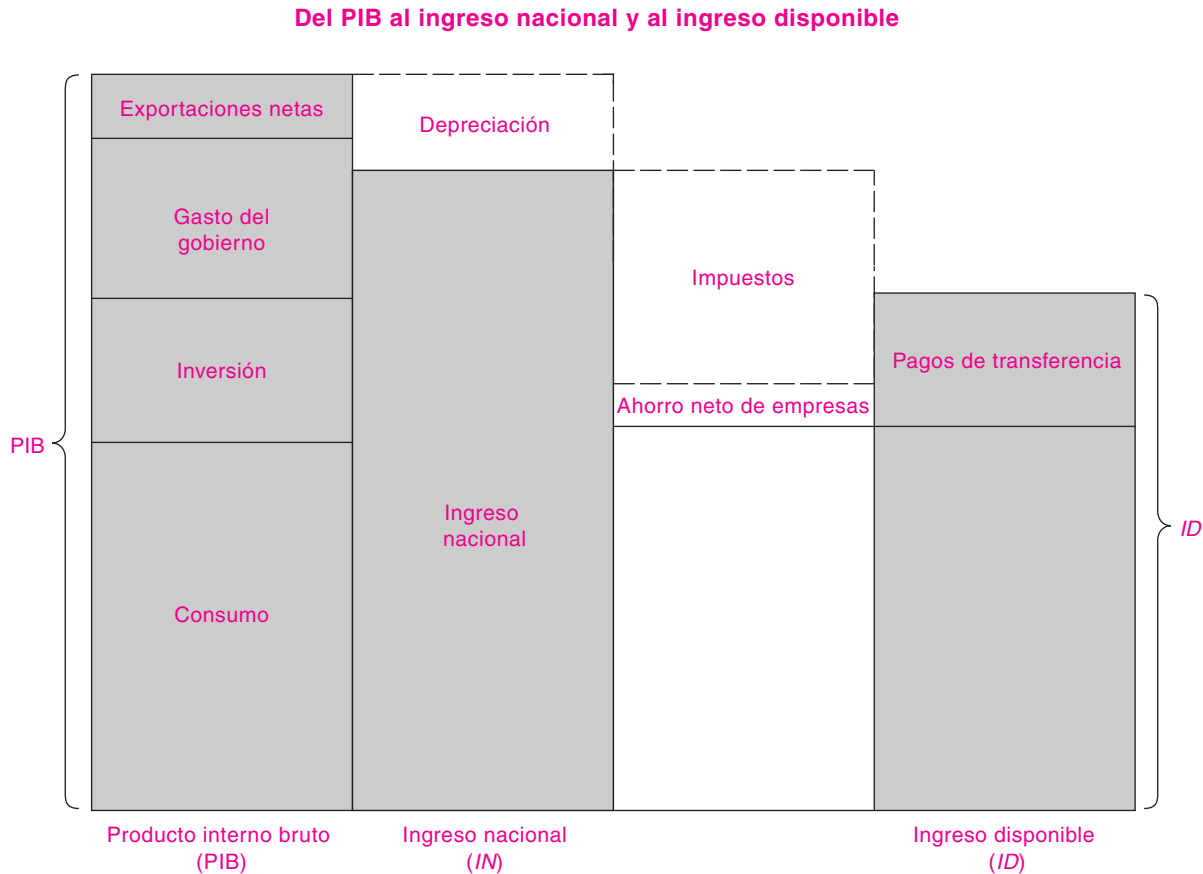 Del PIB al ingreso nacional y al ingreso disponible
Exportaciones netas
Depreciación
Gasto del
gobierno
Impuestos
Inversión
Pagos de transferencia
Ahorro neto de empresas
PIB
Ingreso
nacional
ID
Consumo
Producto interno bruto
(PIB)
Ingreso nacional
(IN)
Ingreso disponible
(ID)